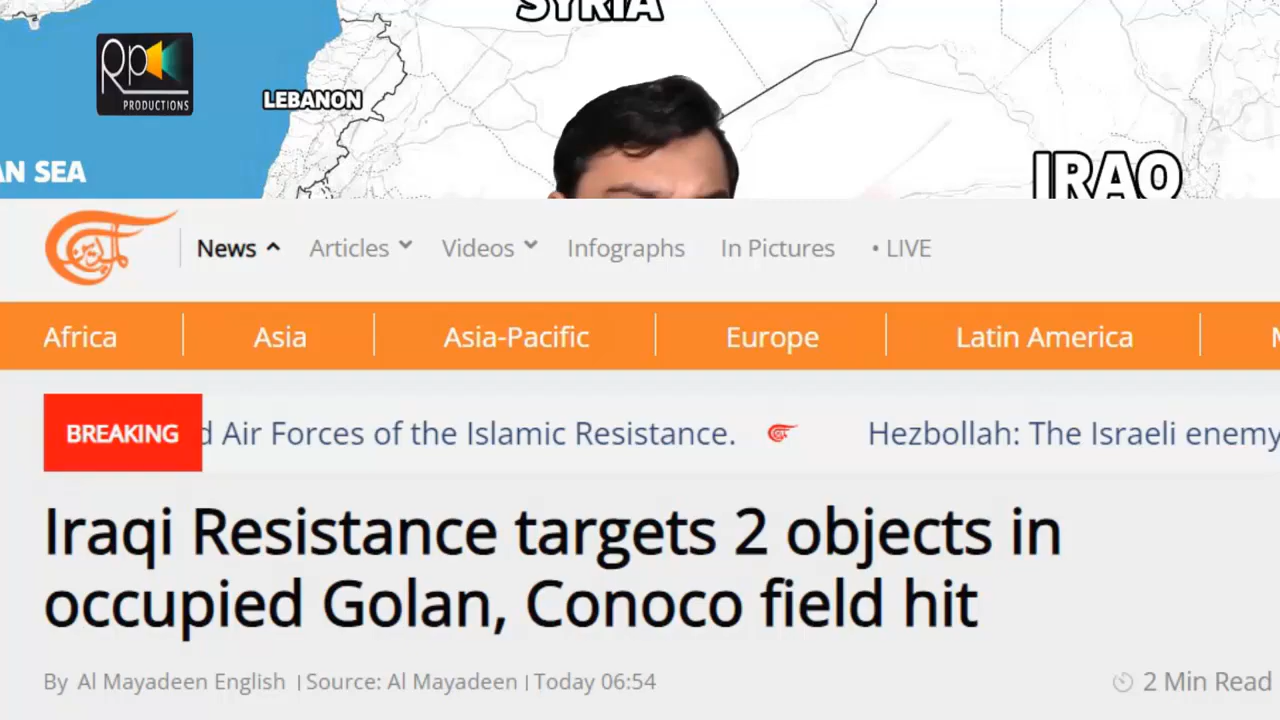 SYRIA
Rp
PRODUCTIONS
LEBANON
AN SEA
IRAQ
News Articles Videos Infographs In Pictures • LIVE
Africa Asia Asia-Pacific Europe Latin America M
BREAKING d Air Forces of the Islamic Resistance. Hezbollah: The Israeli enemy
Iraqi Resistance targets 2 objects in
occupied Golan, Conoco field hit
By Al Mayadeen English | Source: Al Mayadeen | Today 06:54 2 Min Read